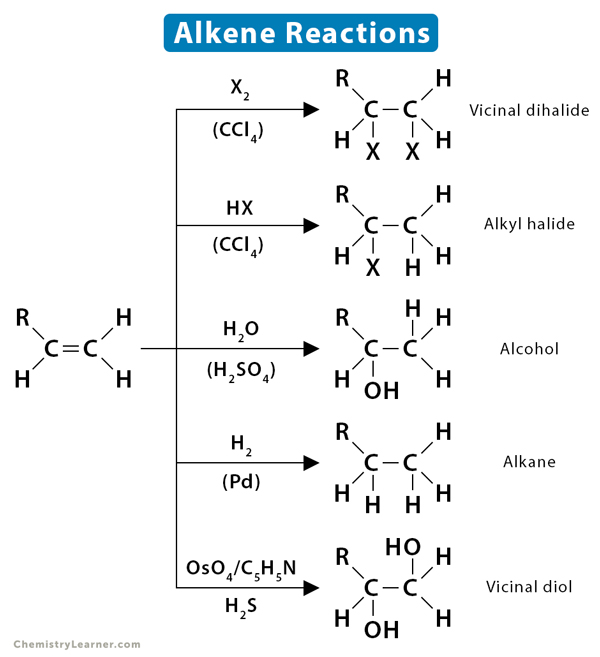 Alkene Reactions
X₂
(CCl₄)
R H
C – C
H X X H
Vicinal dihalide
HX
(CCl₄)
R H
C – C
H X H H
Alkyl halide
R H
C = C
H H
H₂O
(H₂SO₄)
H
R H
C – C
H OH H
Alcohol
H₂
(Pd)
R H
C – C
H H H H
Alkane
OsO₄/C₅H₅N
H₂S
HO
R H
C – C
H OH H
Vicinal diol
ChemistryLearner.com